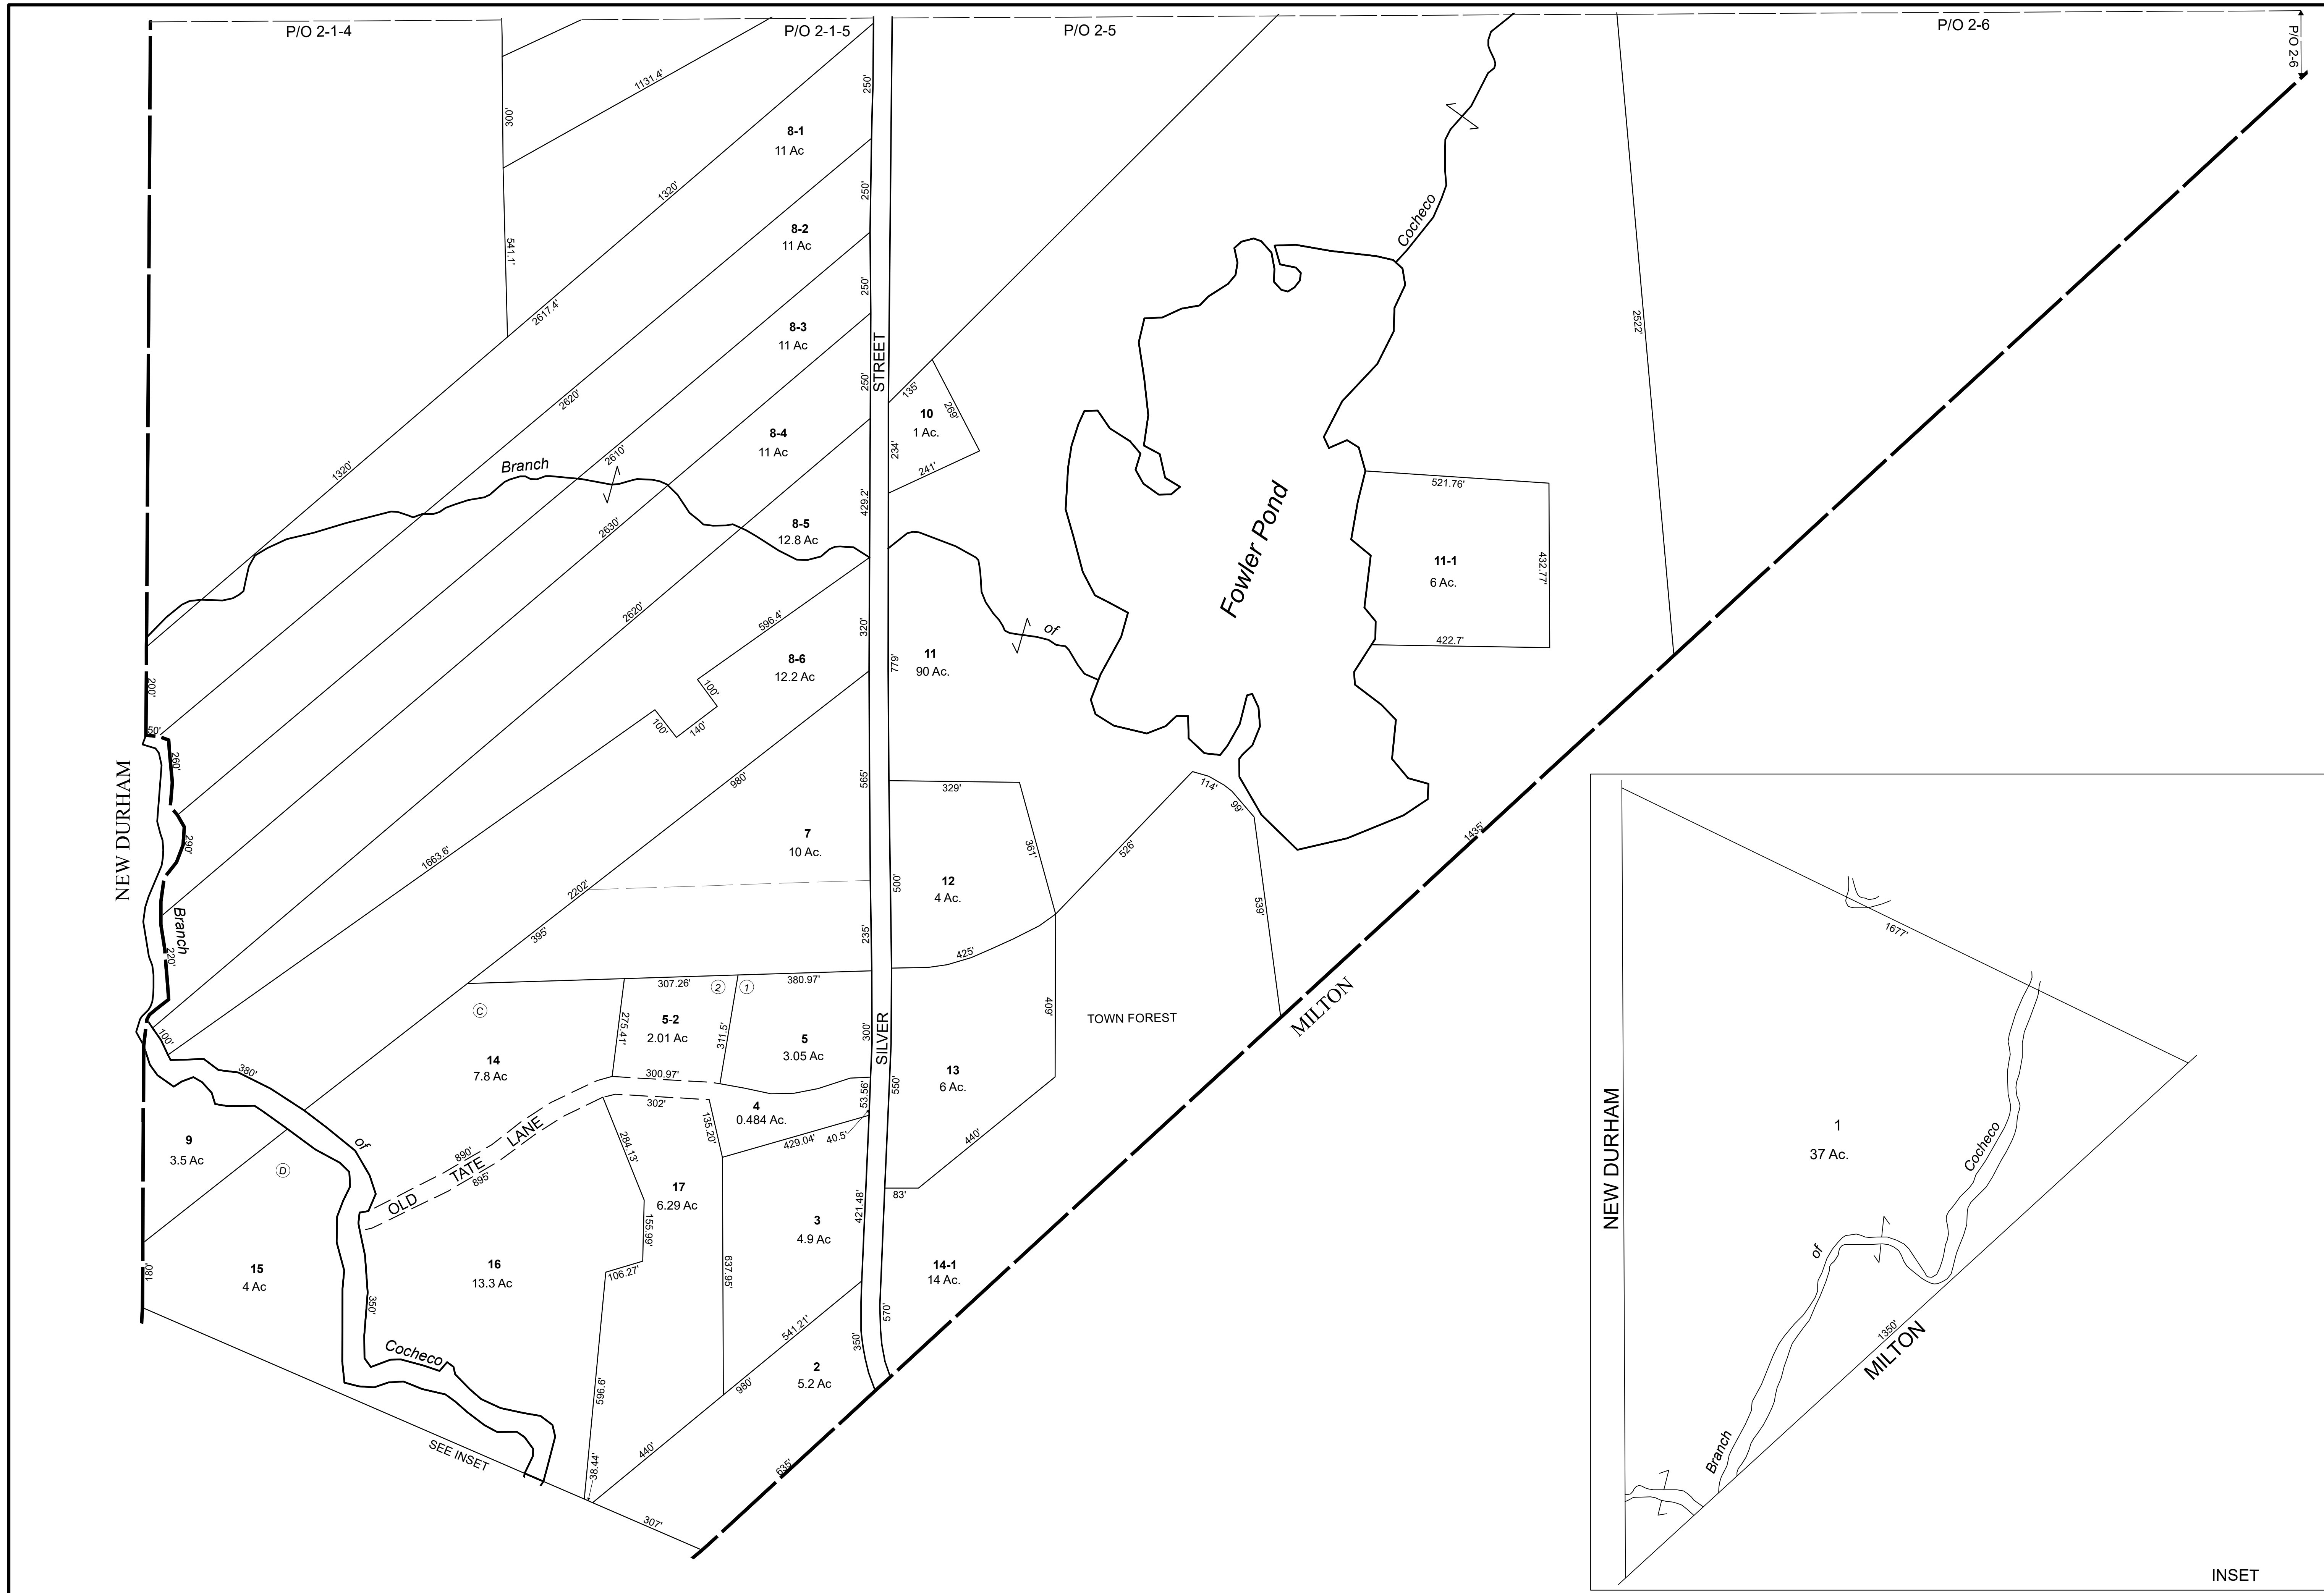 P/O 2-1-4
P/O 2-1-5
P/O 2-5
P/O 2-6
P/O 2-6
1131.4'
300'
541.1'
250'
8-1
11 Ac
1320'
2617.4'
1320'
250'
8-2
11 Ac
2620'
250'
8-3
11 Ac
2610'
250'
8-4
11 Ac
2630'
Branch
429.2'
8-5
12.8 Ac
2620'
596.4'
320'
8-6
12.2 Ac
100'
140'
100'
1663.6'
STREET
135'
10
1 Ac.
269'
234'
241'
Cocheco
Fowler Pond
521.76'
11-1
6 Ac.
432.77'
422.7'
2522'
of
11
90 Ac.
779'
200'
50'
260'
290'
NEW DURHAM
Branch
220'
100'
980'
565'
7
10 Ac.
2202'
395'
235'
329'
361'
500'
12
4 Ac.
425'
114'
99'
526'
539'
1435'
MILTON
TOWN FOREST
409'
13
6 Ac.
550'
440'
83'
307.26'
2
1
380.97'
C
275.41'
5-2
2.01 Ac
311.5'
5
3.05 Ac
300'
SILVER
14
7.8 Ac
300.97'
302'
4
0.484 Ac.
53.56'
135.20'
429.04'
40.5'
380'
of
9
3.5 Ac
D
890'
OLD TATE LANE
895'
284.13'
17
6.29 Ac
155.99'
106.27'
637.95'
3
4.9 Ac
421.48'
14-1
14 Ac.
570'
180'
15
4 Ac
350'
16
13.3 Ac
Cocheco
541.21'
350'
2
5.2 Ac
980'
596.6'
38.44'
440'
SEE INSET
307'
635'
1677'
NEW DURHAM
1
37 Ac.
Cocheco
of
1350'
MILTON
Branch
INSET